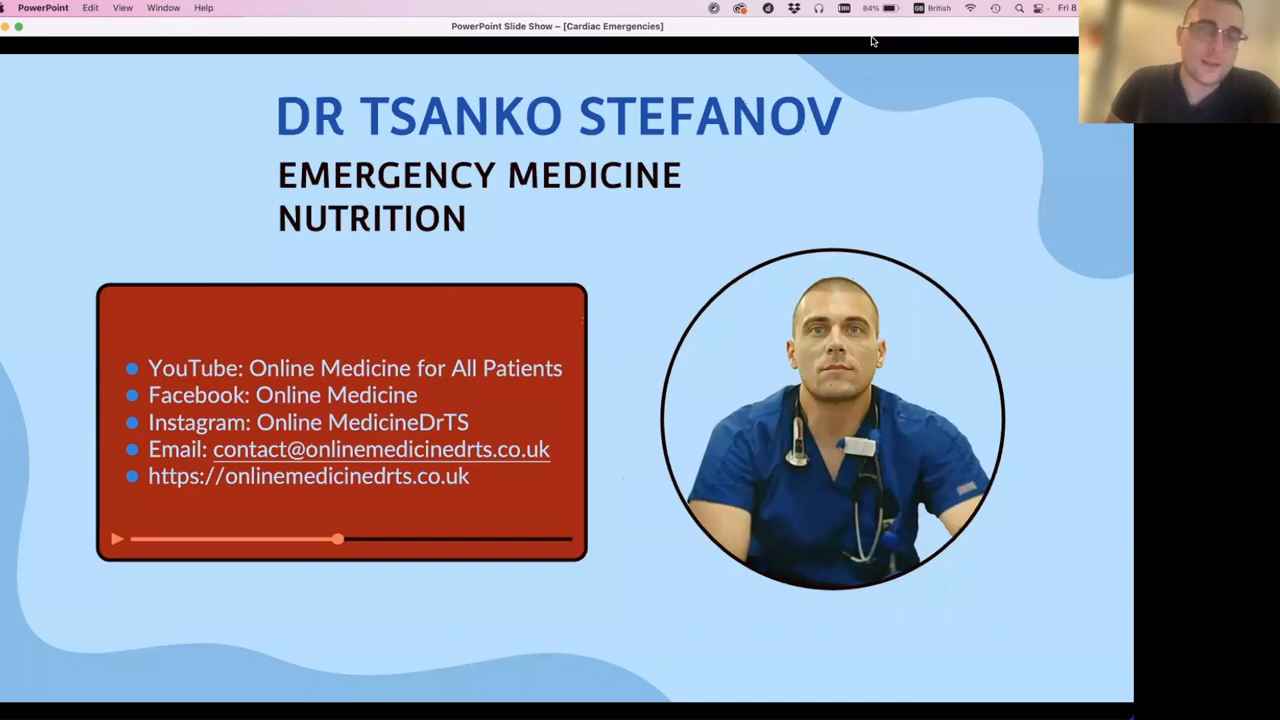 PowerPoint Edit View Window Help 84% British Fri 8
PowerPoint Slide Show – [Cardiac Emergencies]
DR TSANKO STEFANOV
EMERGENCY MEDICINE
NUTRITION
YouTube: Online Medicine for All Patients
Facebook: Online Medicine
Instagram: Online MedicineDrTS
Email: contact@onlinemedicinedrts.co.uk
https://onlinemedicinedrts.co.uk